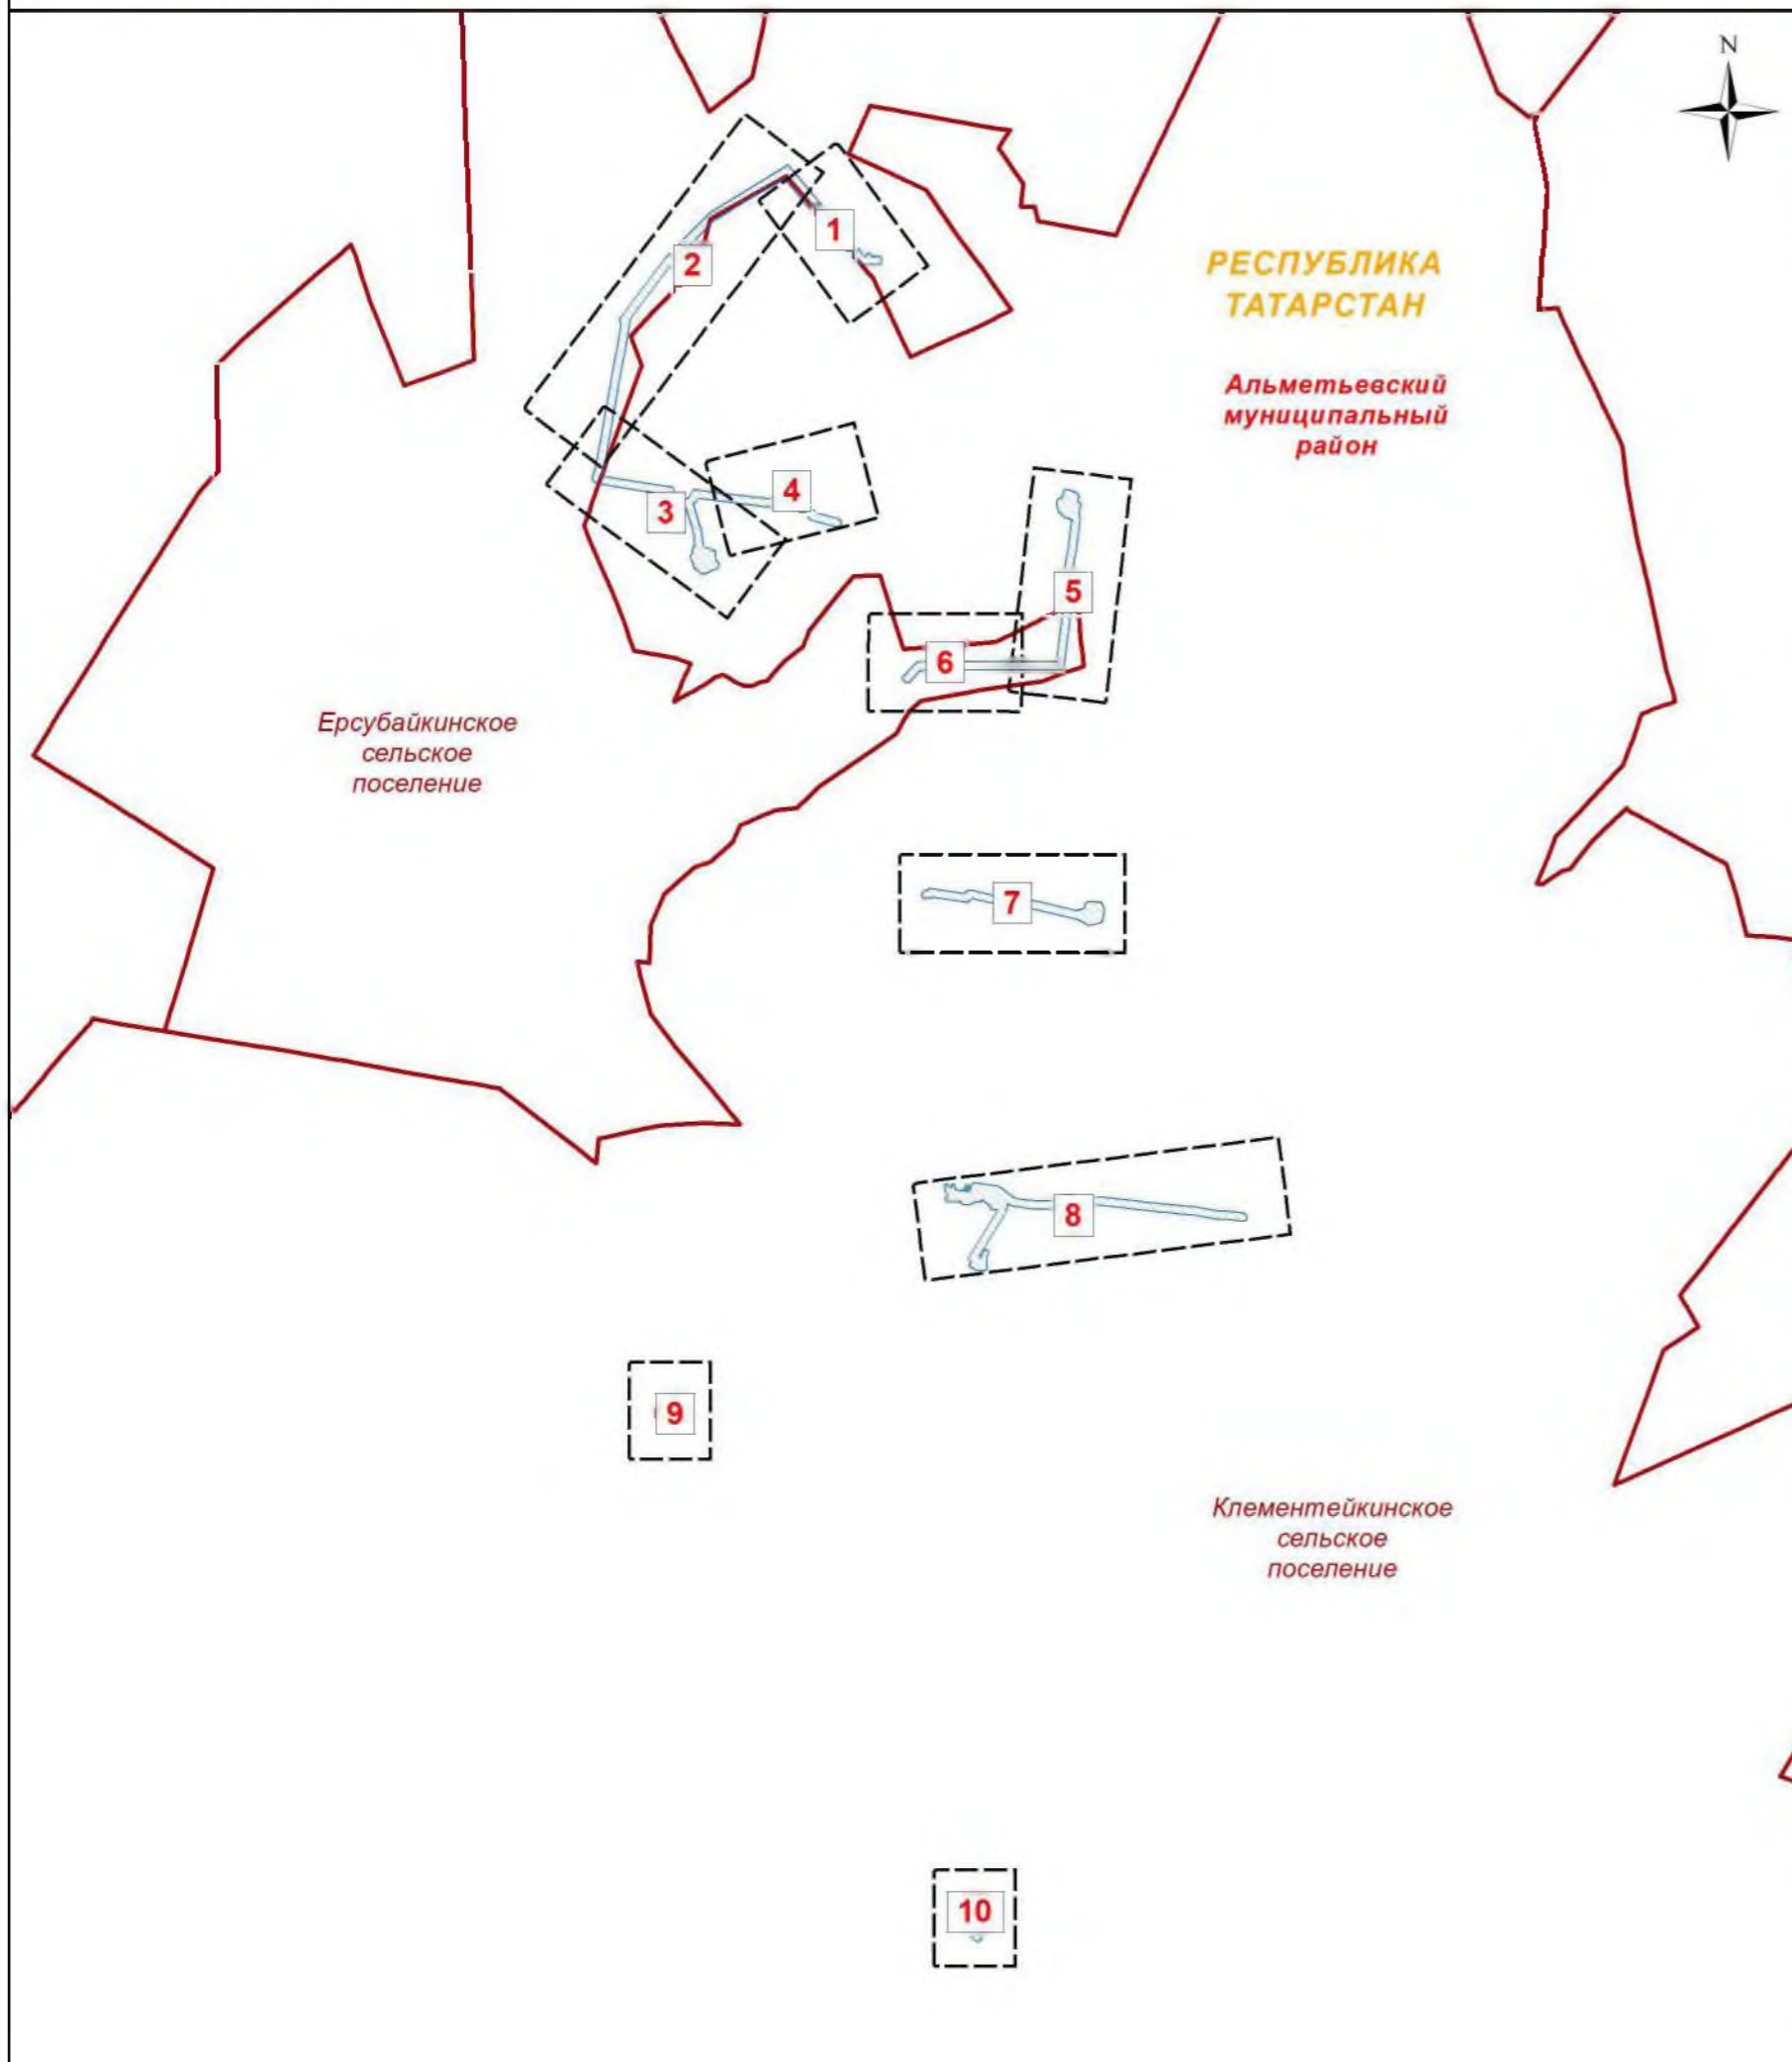 N
РЕСПУБЛИКА
ТАТАРСТАН
Альметьевский
муниципальный
район
1
2
3
4
5
6
Ерсубайкинское
сельское
поселение
7
8
9
Клементейкинское
сельское
поселение
10